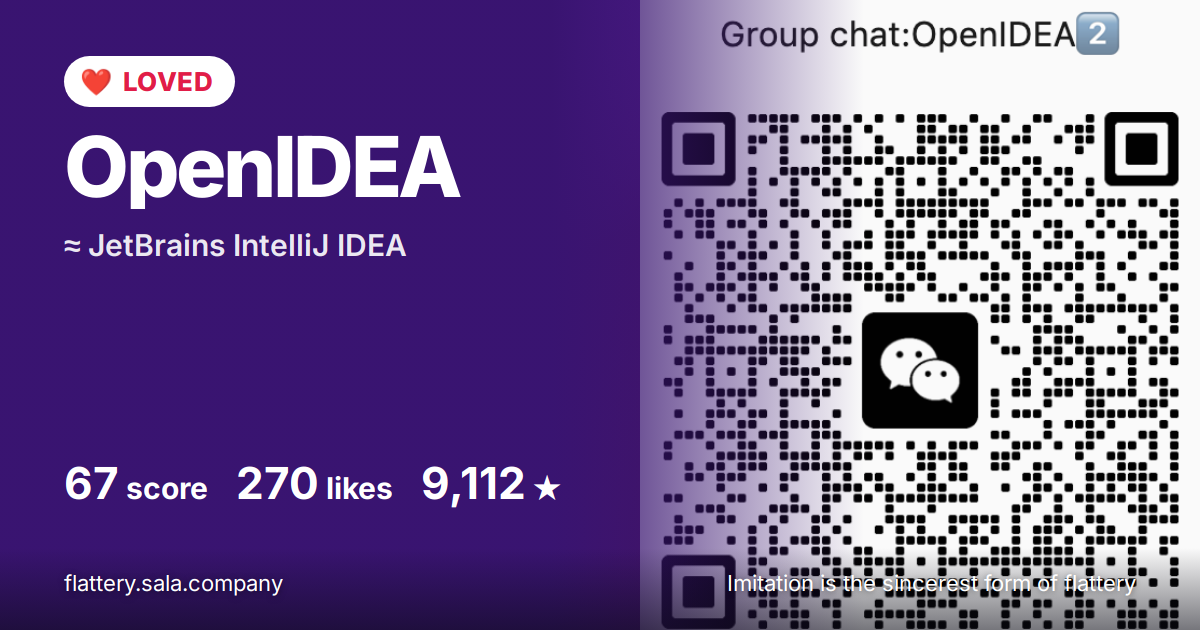 ❤️ LOVED
OpenIDEA
≈ JetBrains IntelliJ IDEA
67 score 270 likes 9,112 ★
flattery.sala.company
Group chat:OpenIDEA2️⃣
Imitation is the sincerest form of flattery